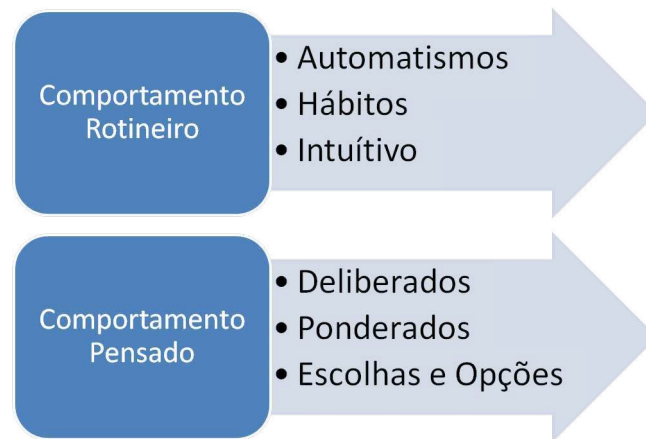 Comportamento
Rotineiro
• Automatismos
• Hábitos
• Intuítivo
Comportamento
Pensado
• Deliberados
• Ponderados
• Escolhas e Opções